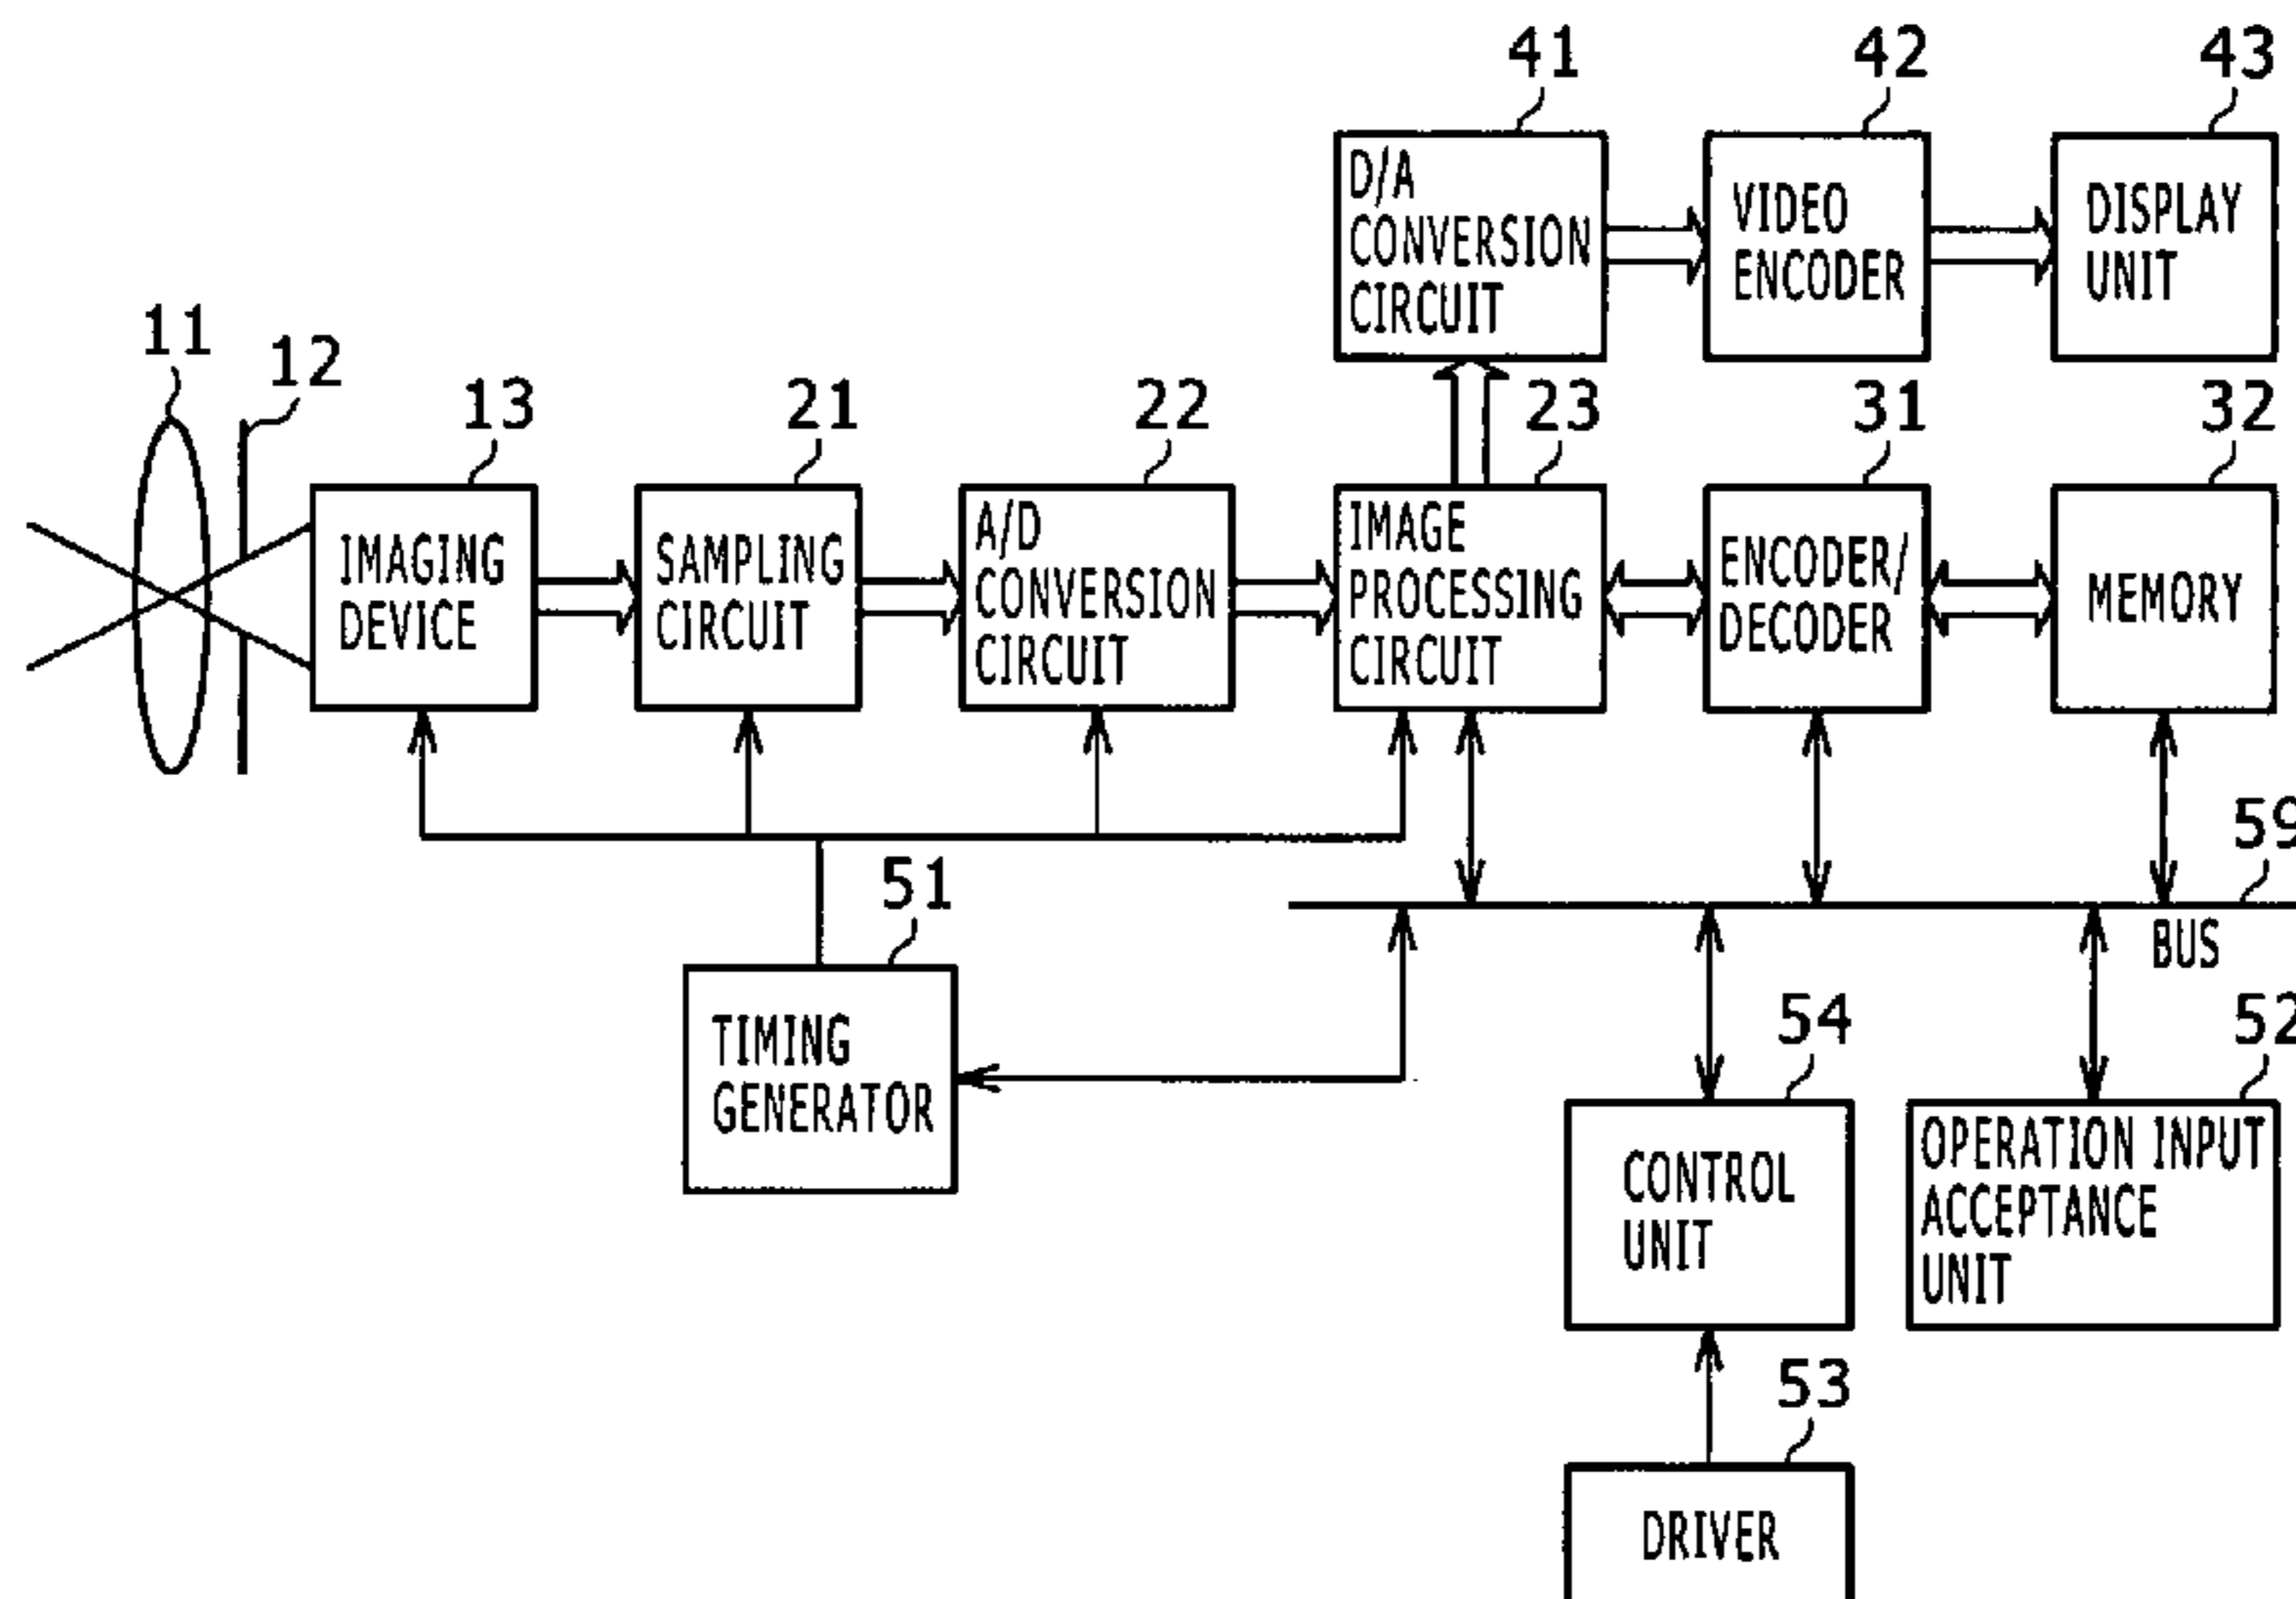 41
42
43
D/A
CONVERSION
CIRCUIT
VIDEO
ENCODER
DISPLAY
UNIT
11
12
13
21
22
23
31
32
IMAGING
DEVICE
SAMPLING
CIRCUIT
A/D
CONVERSION
CIRCUIT
IMAGE
PROCESSING
CIRCUIT
ENCODER/
DECODER
MEMORY
59
BUS
51
TIMING
GENERATOR
54
52
CONTROL
UNIT
OPERATION INPUT
ACCEPTANCE
UNIT
53
DRIVER